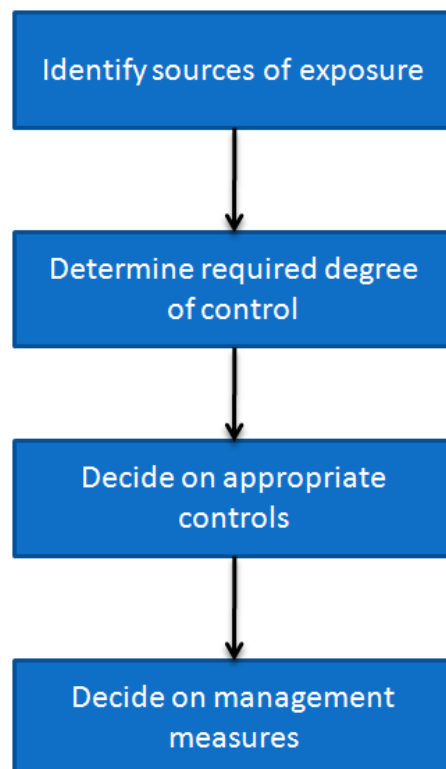 Identify sources of exposure
Determine required degree
of control
Decide on appropriate
controls
Decide on management
measures